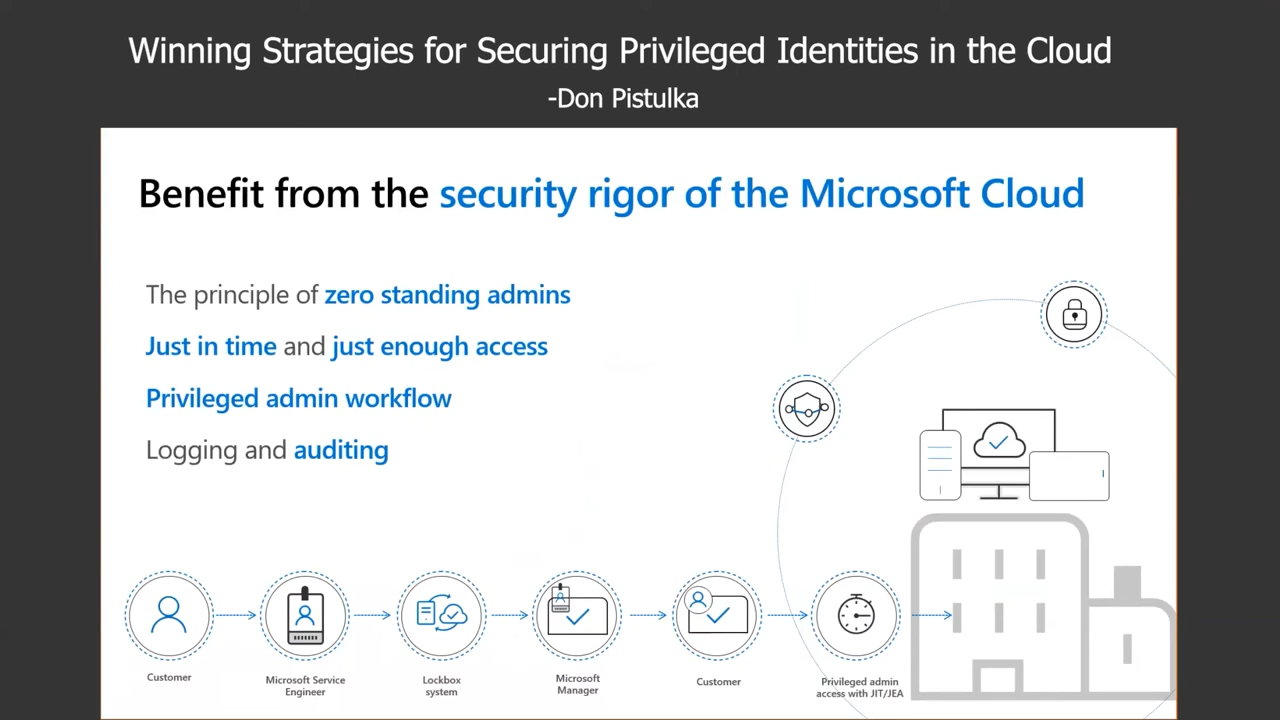 Winning Strategies for Securing Privileged Identities in the Cloud
-Don Pistulka
Benefit from the security rigor of the Microsoft Cloud
The principle of zero standing admins
Just in time and just enough access
Privileged admin workflow
Logging and auditing
Customer
Microsoft Service
Engineer
Lockbox
system
Microsoft
Manager
Customer
Privileged admin
access with JIT/JEA